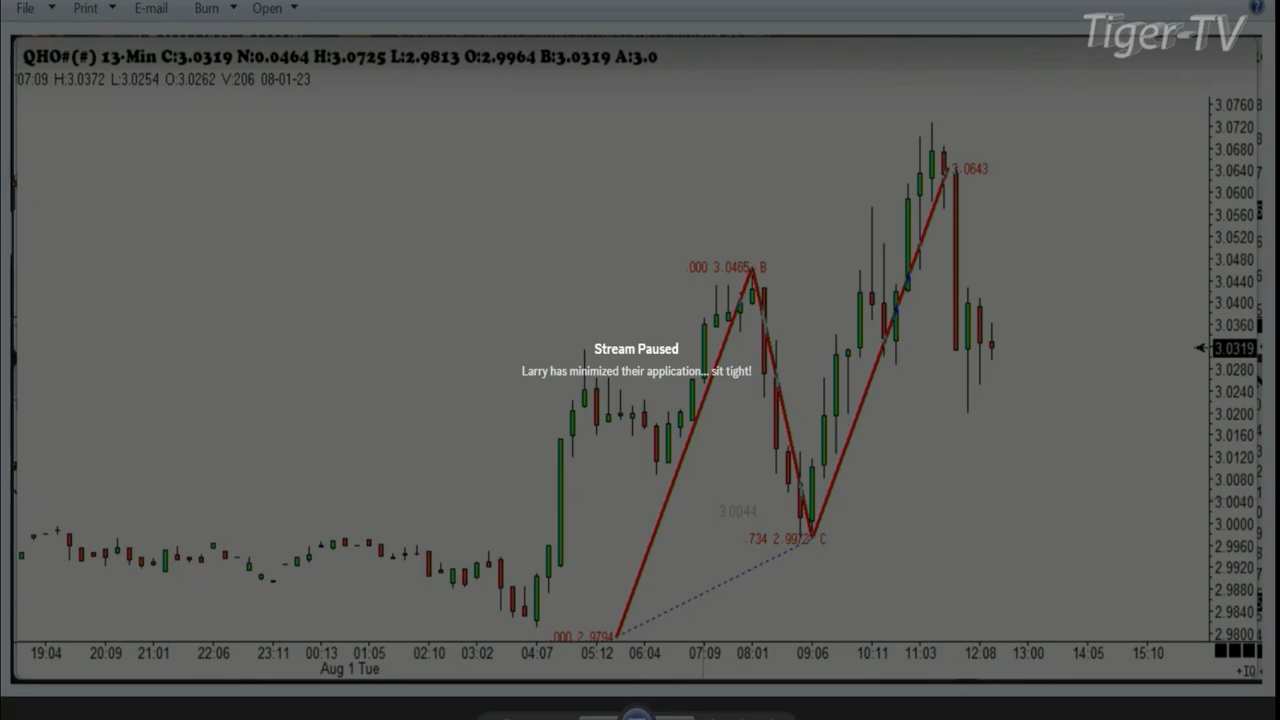 File Print E-mail Burn Open
Tiger-TV
QHO#(#) 13-Min C:3.0319 N:0.0464 H:3.0725 L:2.9813 O:2.9964 B:3.0319 A:3.0
07:09 H:3.0372 L:3.0254 O:3.0262 V:206 08-01-23
3.0760
3.0720
3.0680
3.0640
3.0600
3.0560
3.0520
3.0480
3.0440
3.0400
3.0360
3.0319
3.0280
3.0240
3.0200
3.0160
3.0120
3.0080
3.0040
3.0000
2.9960
2.9920
2.9880
2.9840
2.9800
3.0643
.000 3.0465 B
Stream Paused
Larry has minimized their application... sit tight!
3.0044
.734 2.9972 C
.000 2.9794
19:04 20:09 21:01 22:06 23:11 00:13 01:05 02:10 03:02 04:07 05:12 06:04 07:09 08:01 09:06 10:11 11:03 12:08 13:00 14:05 15:10
Aug 1 Tue